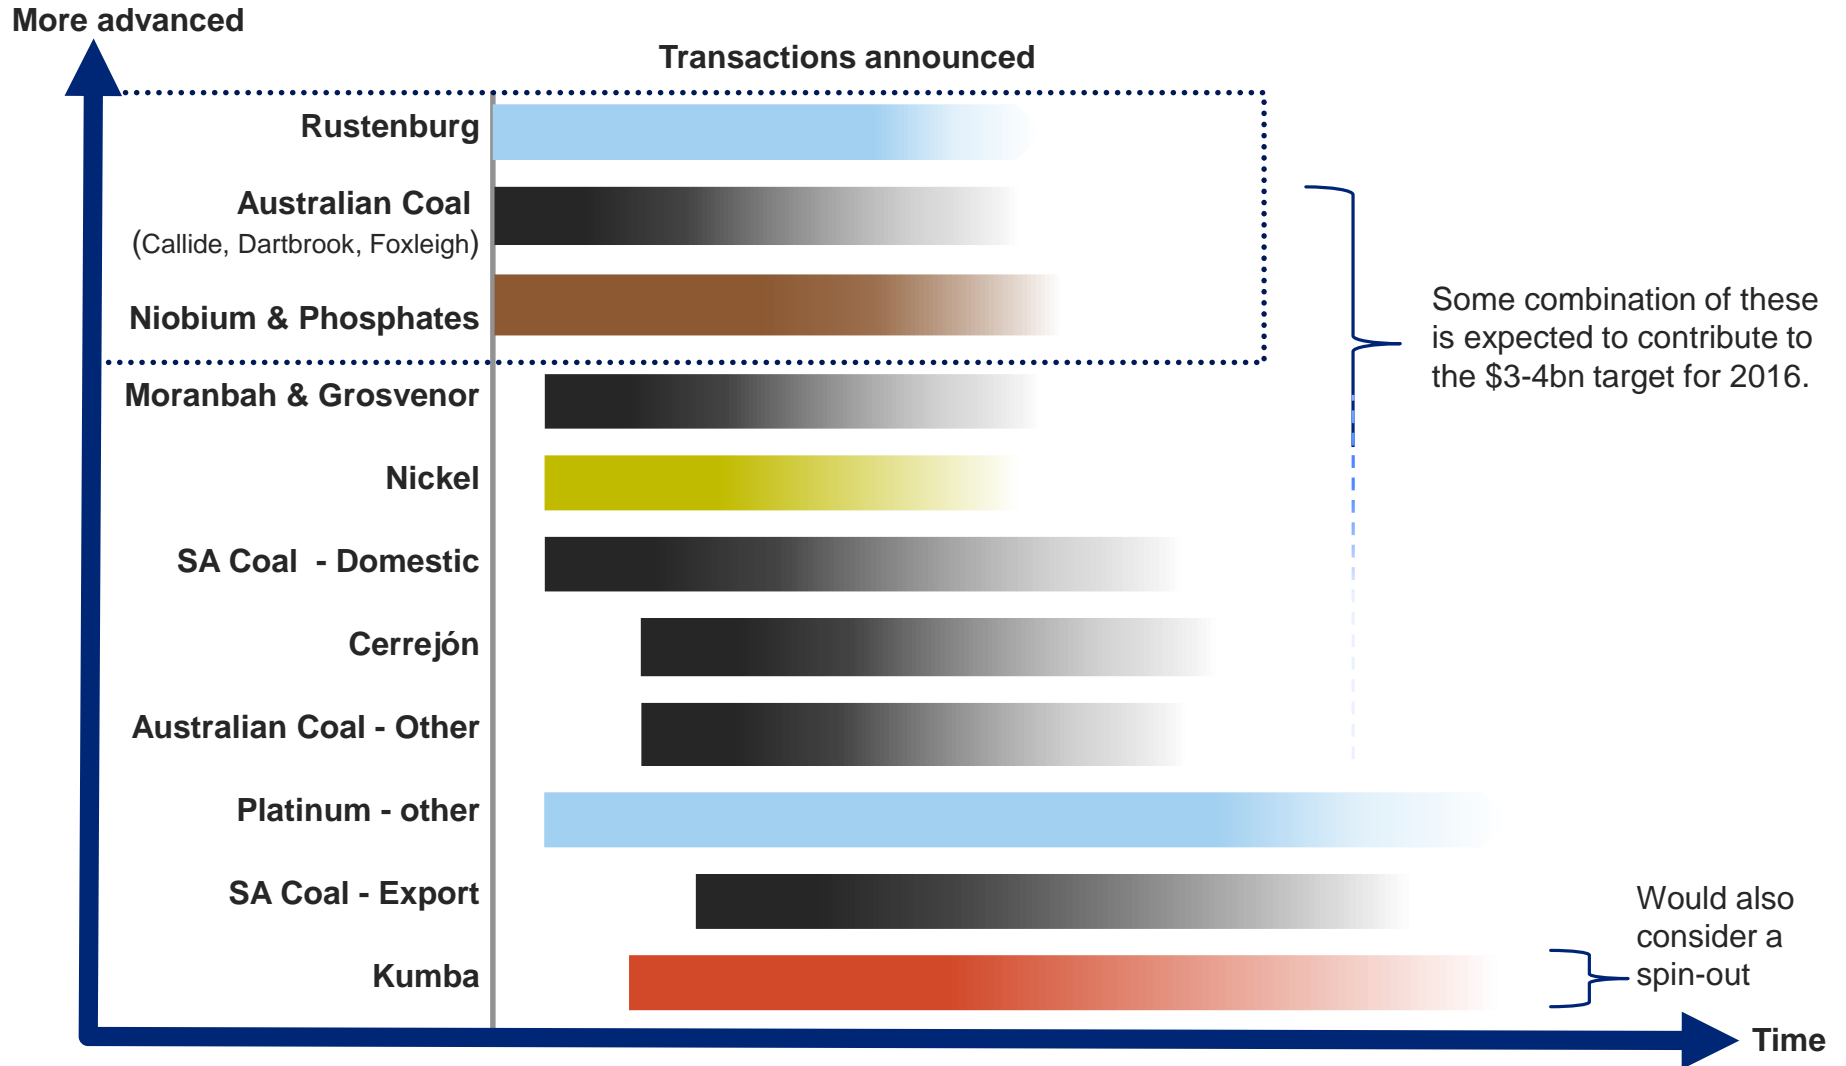 More advanced
Transactions announced
Rustenburg
Australian Coal
(Callide, Dartbrook, Foxleigh)
Niobium & Phosphates
Moranbah & Grosvenor
Nickel
SA Coal - Domestic
Cerrejón
Australian Coal - Other
Platinum - other
SA Coal - Export
Kumba
Some combination of these
is expected to contribute to
the $3-4bn target for 2016.
Would also
consider a
spin-out
Time